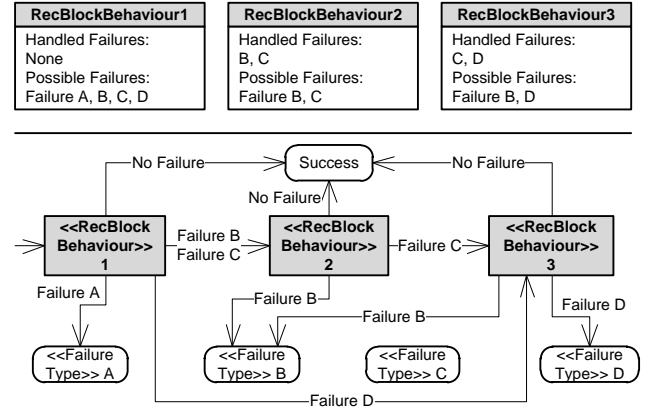 RecBlockBehaviour1
Handled Failures:
None
Possible Failures:
Failure A, B, C, D
RecBlockBehaviour2
Handled Failures:
B, C
Possible Failures:
Failure B, C
RecBlockBehaviour3
Handled Failures:
C, D
Possible Failures:
Failure B, D
No Failure
Success
No Failure
No Failure
<<RecBlock
Behaviour>>
1
Failure B
Failure C
<<RecBlock
Behaviour>>
2
Failure C
<<RecBlock
Behaviour>>
3
Failure A
Failure B
Failure B
Failure D
<<Failure
Type>> A
<<Failure
Type>> B
<<Failure
Type>> C
<<Failure
Type>> D
Failure D